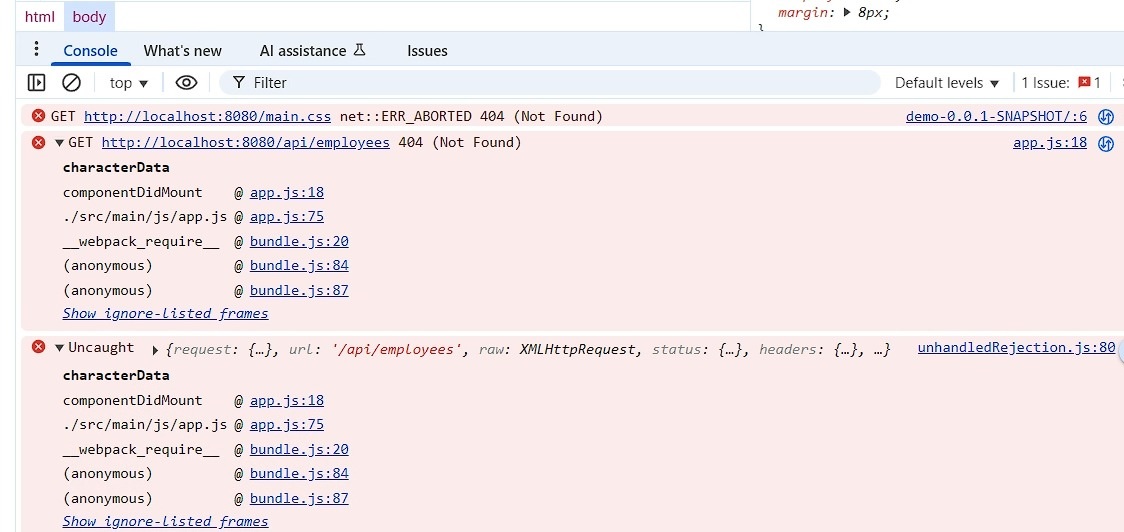 html body
margin: ▶ 8px;
}
Console What's new AI assistance Issues
top ▼ Filter Default levels ▼ 1 Issue: 1
GET http://localhost:8080/main.css net::ERR_ABORTED 404 (Not Found) demo-0.0.1-SNAPSHOT/:6
▼ GET http://localhost:8080/api/employees 404 (Not Found) app.js:18
characterData
componentDidMount @ app.js:18
./src/main/js/app.js @ app.js:75
__webpack_require__ @ bundle.js:20
(anonymous) @ bundle.js:84
(anonymous) @ bundle.js:87
Show ignore-listed frames
▼ Uncaught ▶ {request: {…}, url: '/api/employees', raw: XMLHttpRequest, status: {…}, headers: {…}, …} unhandledRejection.js:80
characterData
componentDidMount @ app.js:18
./src/main/js/app.js @ app.js:75
__webpack_require__ @ bundle.js:20
(anonymous) @ bundle.js:84
(anonymous) @ bundle.js:87
Show ignore-listed frames